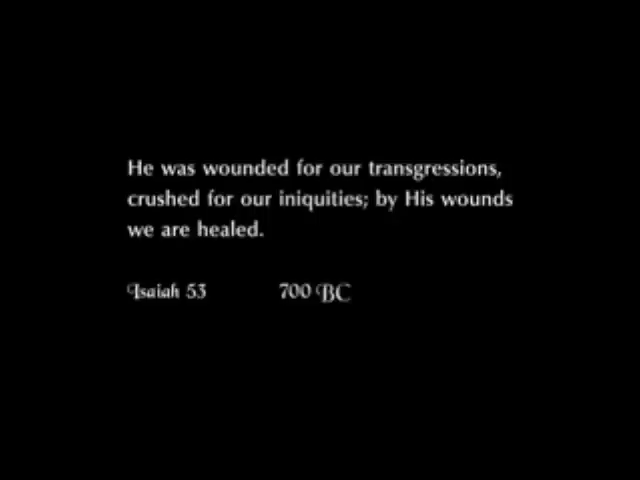 He was wounded for our transgressions,
crushed for our iniquities; by His wounds
we are healed.
Isaiah 53 700 BC